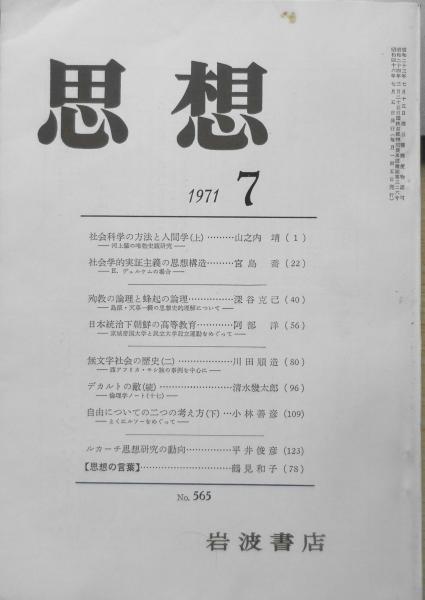 思想
1971 7
社会科学の方法と人間学(上)………山之内 靖 (1)
──河上肇の唯物史観研究──
社会学的実証主義の思想構造………宮島 喬 (22)
──E. デュルケムの場合──
殉教の論理と蜂起の論理……………深谷克己 (40)
──島原・天草一揆の思想史的理解について──
日本統治下朝鮮の高等教育…………阿部 洋 (56)
──京城帝国大学と民立大学設立運動をめぐって──
無文字社会の歴史(二)……………川田順造 (80)
──西アフリカ・モシ族の事例を中心に──
デカルトの敵(続)…………………清水幾太郎 (96)
──倫理学ノート(十七)──
自由についての二つの考え方(下)…小林善彦 (109)
──とくにルソーをめぐって──
ルカーチ思想研究の動向……………平井俊彦 (123)
【思想の言葉】………………………鶴見和子 (78)
No. 565
岩波書店